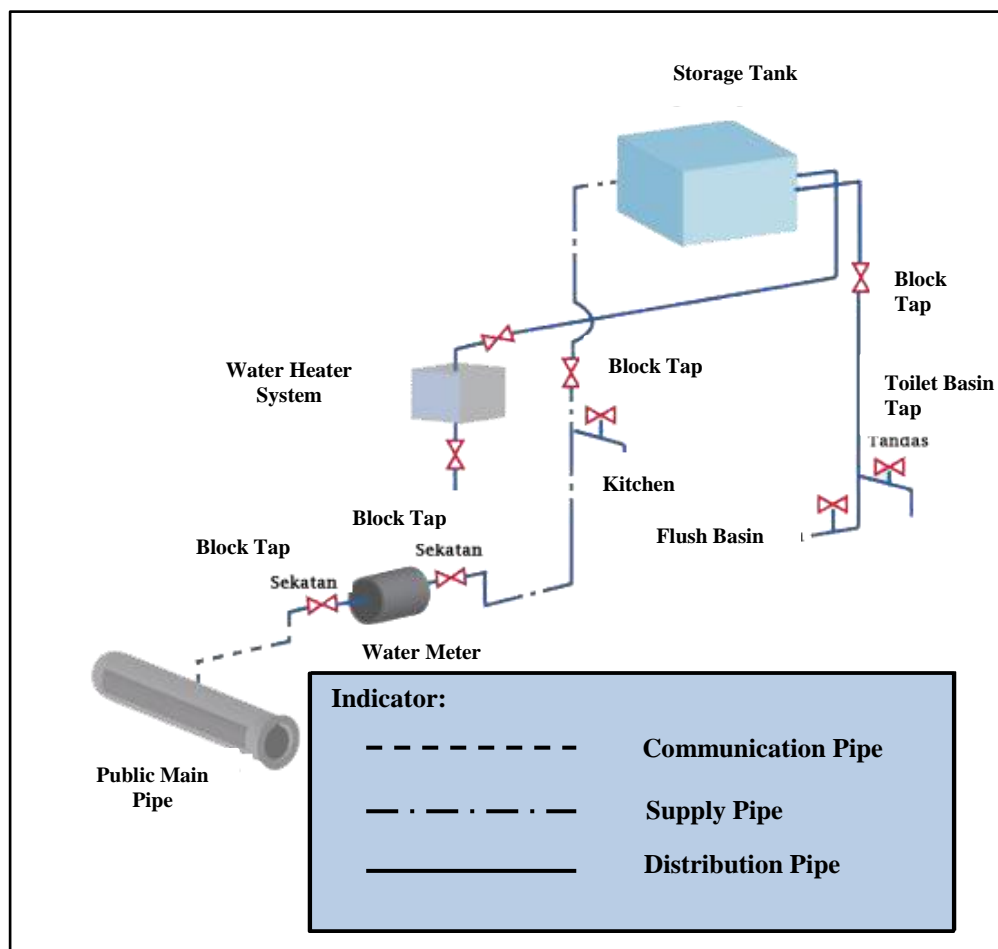 Storage Tank
Block
Tap
Block Tap
Water Heater
System
Toilet Basin
Tap
Tandas
Kitchen
Block Tap
Flush Basin
Block Tap
Sekatan
Sekatan
Water Meter
Public Main
Pipe
Indicator:
Communication Pipe
Supply Pipe
Distribution Pipe